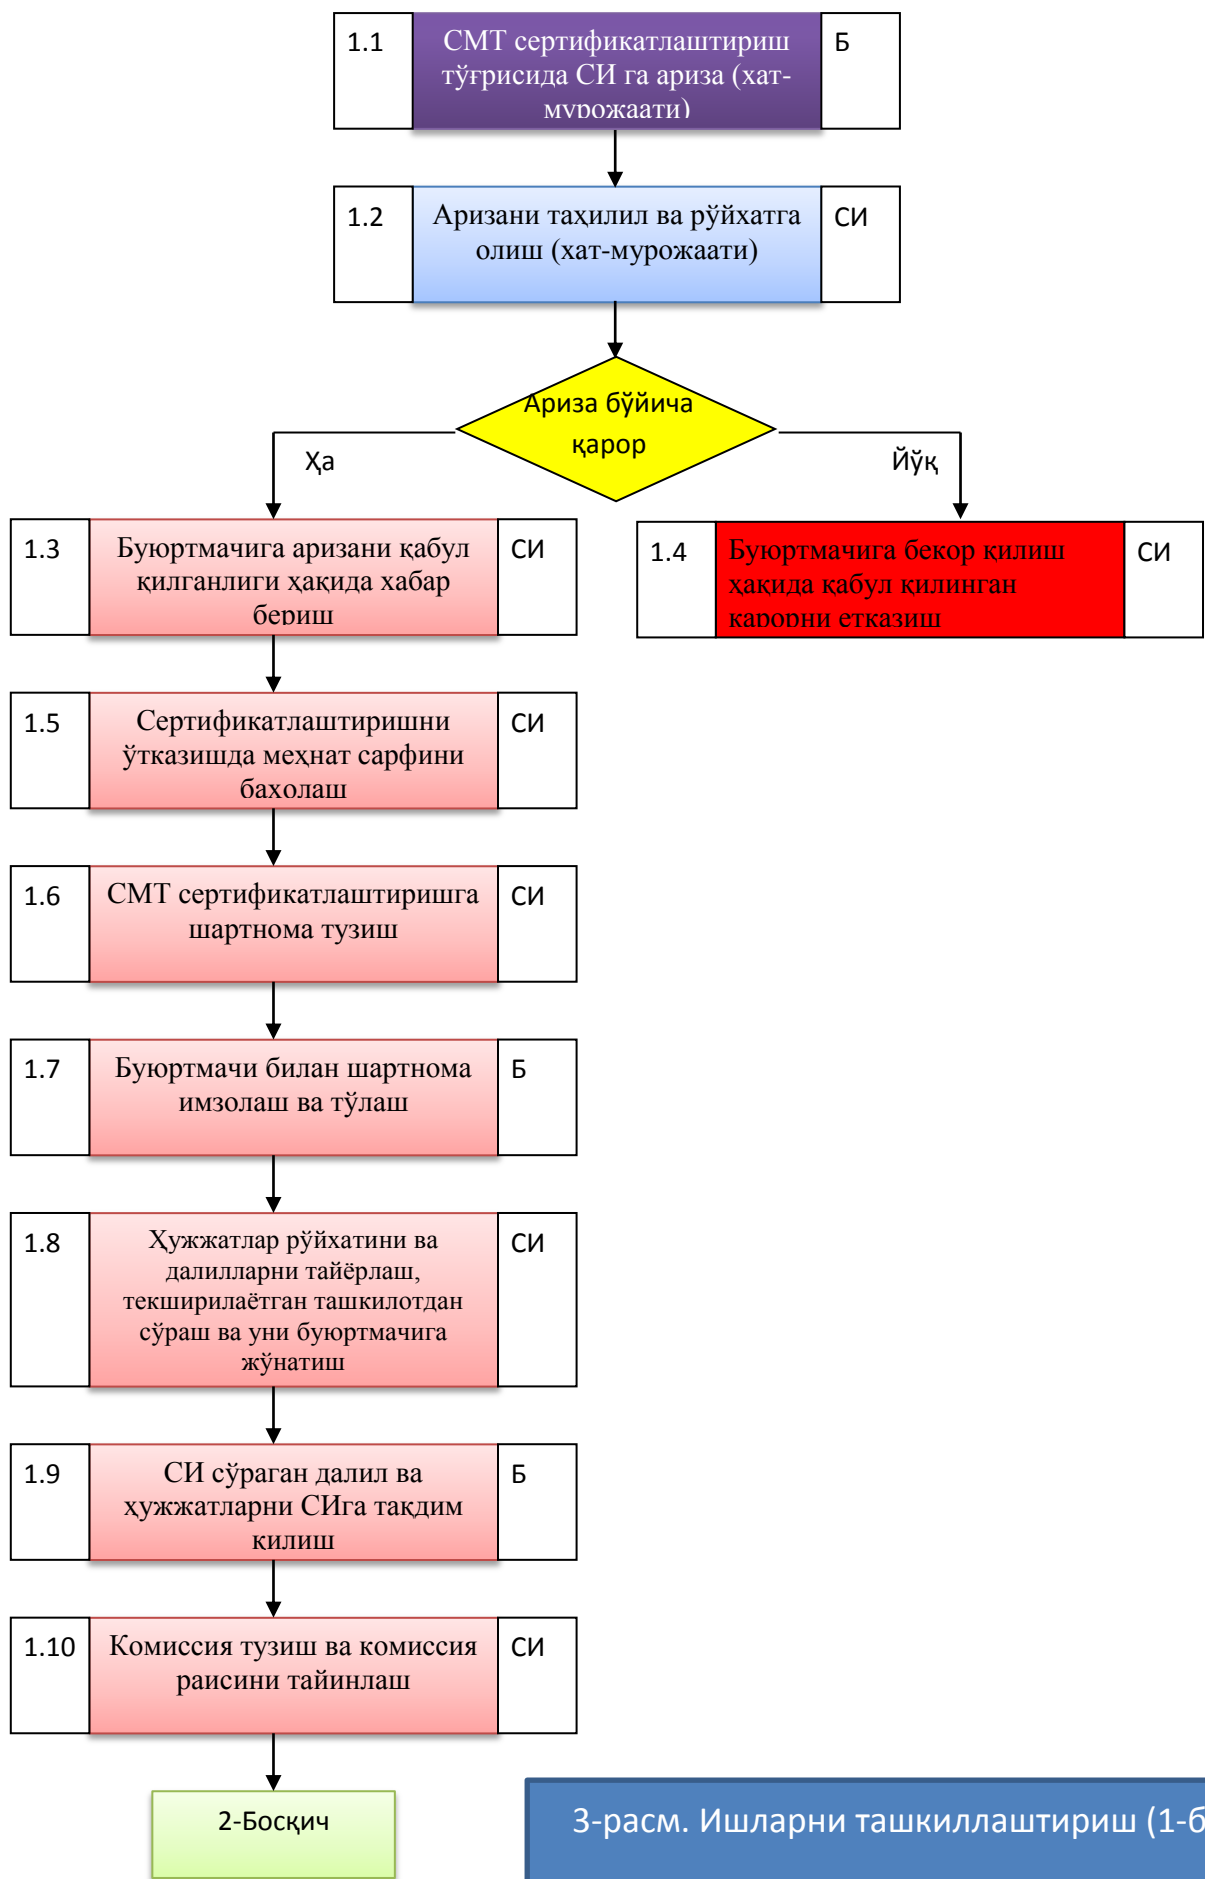 1.1
СМТ сертификатлаштириш
тўғрисида СИ га ариза (хат-
мурожаати)
Б
1.2
Аризани таҳилил ва рўйхатга
олиш (хат-мурожаати)
СИ
Ариза бўйича
қарор
Ҳа
Йўқ
1.3
Буюртмачига аризани қабул
қилганлиги ҳақида хабар
бериш
СИ
1.4
Буюртмачига бекор қилиш
ҳақида қабул қилинган
қарорни етказиш
СИ
1.5
Сертификатлаштиришни
ўтказишда меҳнат сарфини
баҳолаш
СИ
1.6
СМТ сертификатлаштиришга
шартнома тузиш
СИ
1.7
Буюртмачи билан шартнома
имзолаш ва тўлаш
Б
1.8
Ҳужжатлар рўйхатини ва
далилларни тайёрлаш,
текширилаётган ташкилотдан
сўраш ва уни буюртмачига
жўнатиш
СИ
1.9
СИ сўраган далил ва
ҳужжатларни СИга тақдим
қилиш
Б
1.10
Комиссия тузиш ва комиссия
раисини тайинлаш
СИ
2-Босқич
3-расм. Ишларни ташкиллаштириш (1-б